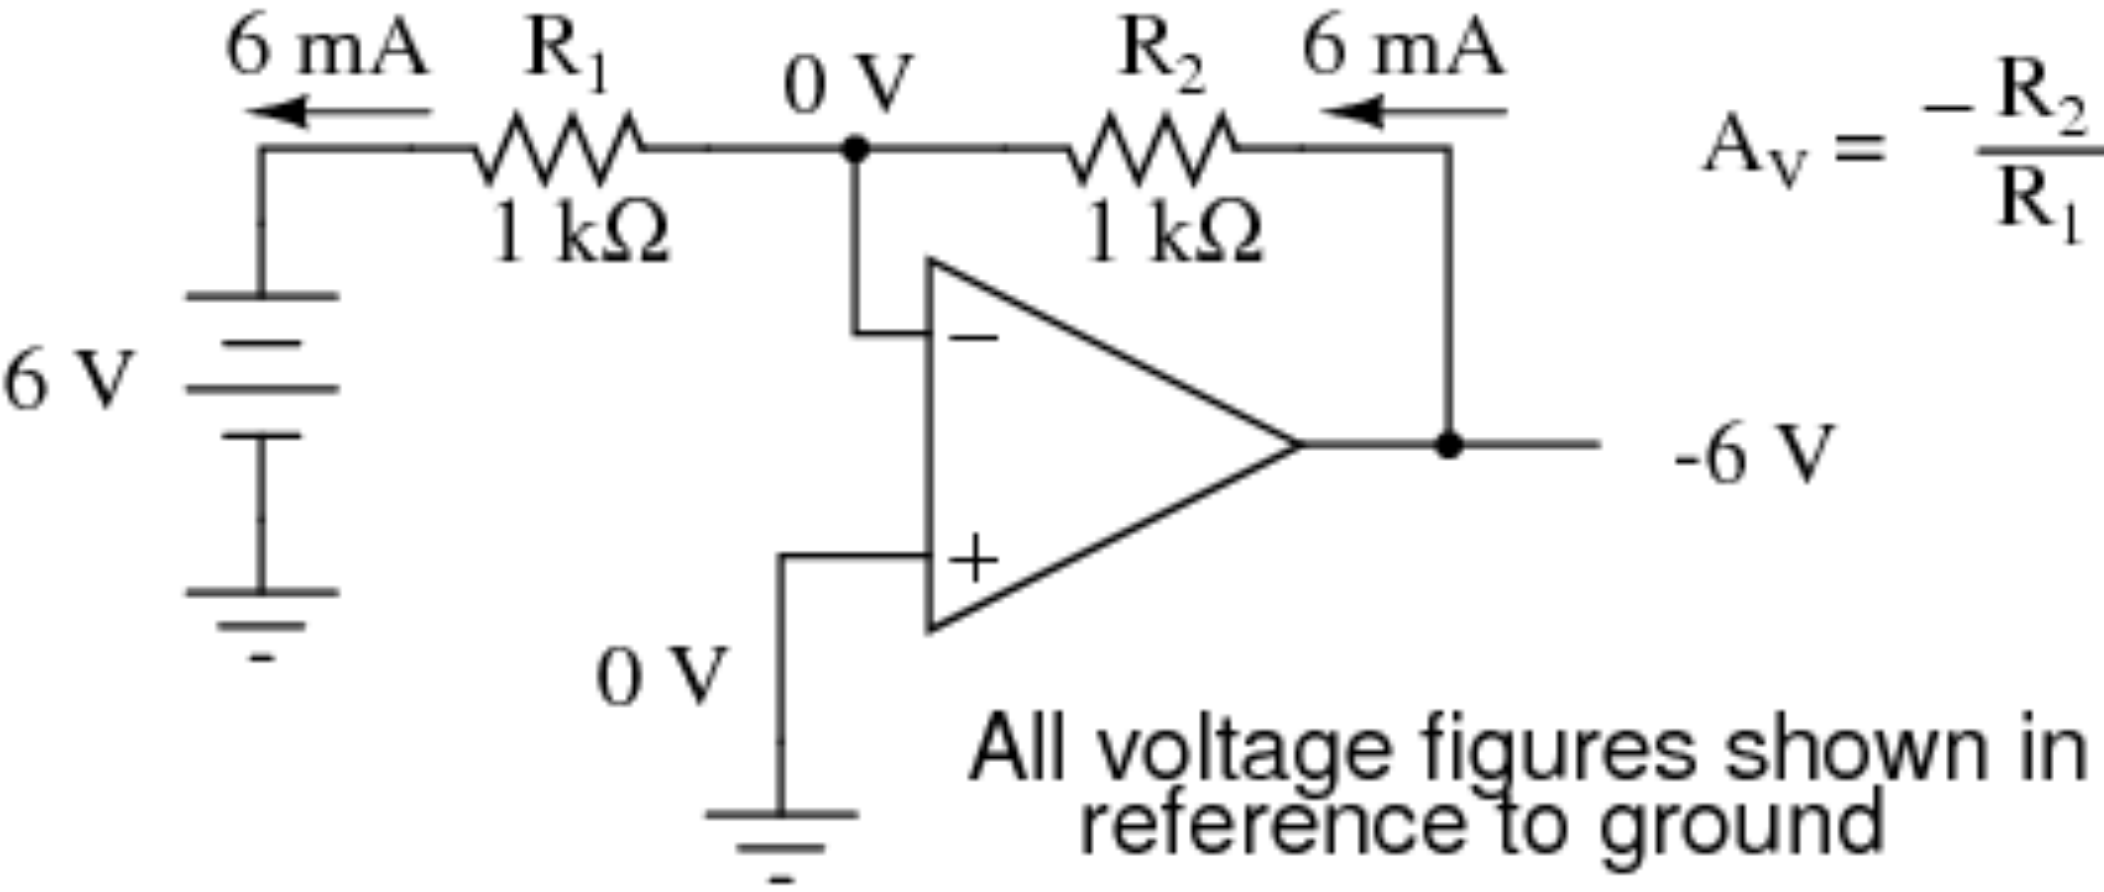 6 mA R₁ 0 V R₂ 6 mA
A_V = −R₂/R₁
1 kΩ 1 kΩ
6 V
−
-6 V
+
0 V
All voltage figures shown in
reference to ground